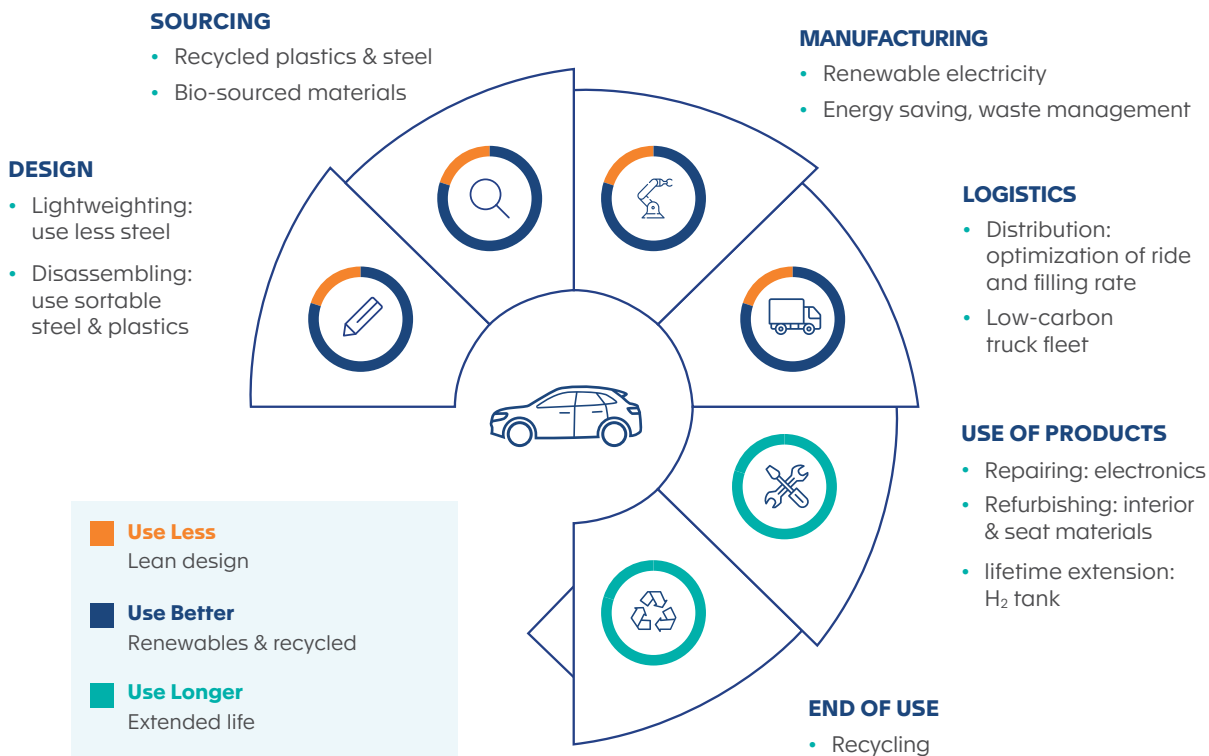 SOURCING
• Recycled plastics & steel
• Bio-sourced materials
MANUFACTURING
• Renewable electricity
• Energy saving, waste management
DESIGN
• Lightweighting:
use less steel
• Disassembling:
use sortable
steel & plastics
LOGISTICS
• Distribution:
optimization of ride
and filling rate
• Low-carbon
truck fleet
USE OF PRODUCTS
• Repairing: electronics
• Refurbishing: interior
& seat materials
• lifetime extension:
H₂ tank
Use Less
Lean design
Use Better
Renewables & recycled
Use Longer
Extended life
END OF USE
• Recycling